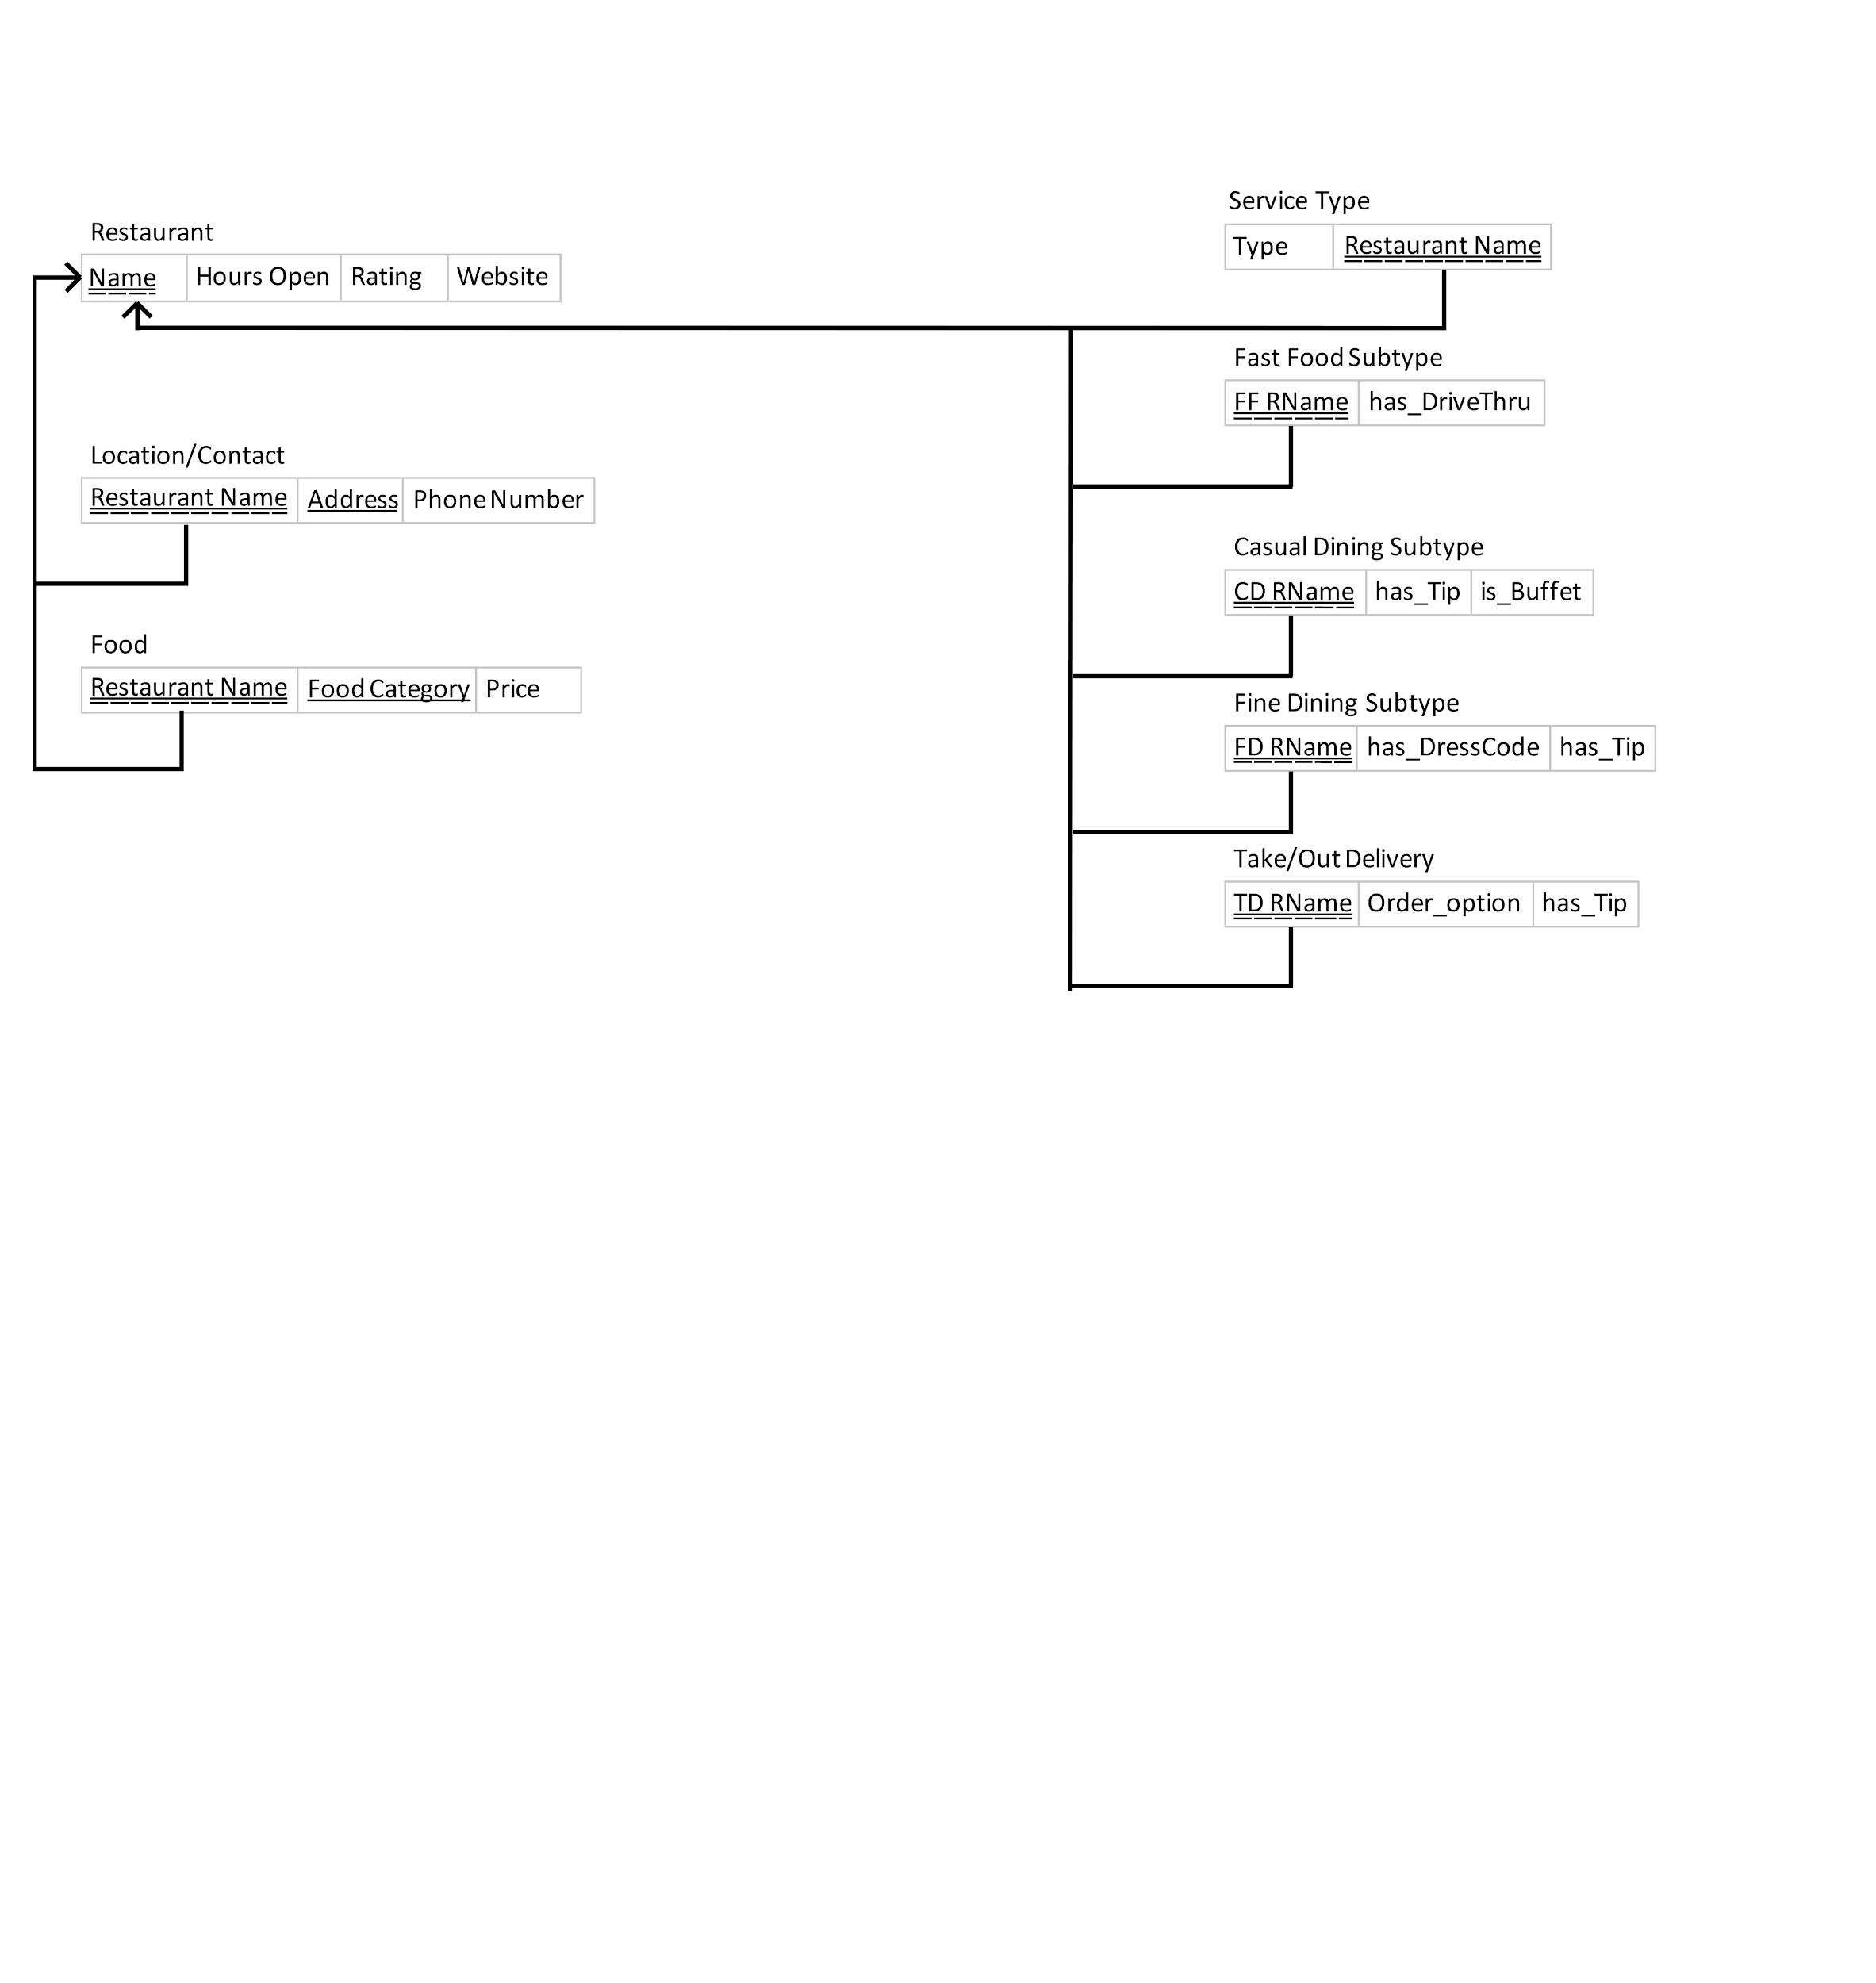 Restaurant
Name Hours Open Rating Website
Location/Contact
Restaurant Name Address Phone Number
Food
Restaurant Name Food Category Price
Service Type
Type Restaurant Name
Fast Food Subtype
FF RName has_DriveThru
Casual Dining Subtype
CD RName has_Tip is_Buffet
Fine Dining Subtype
FD RName has_DressCode has_Tip
Take/Out Delivery
TD RName Order_option has_Tip